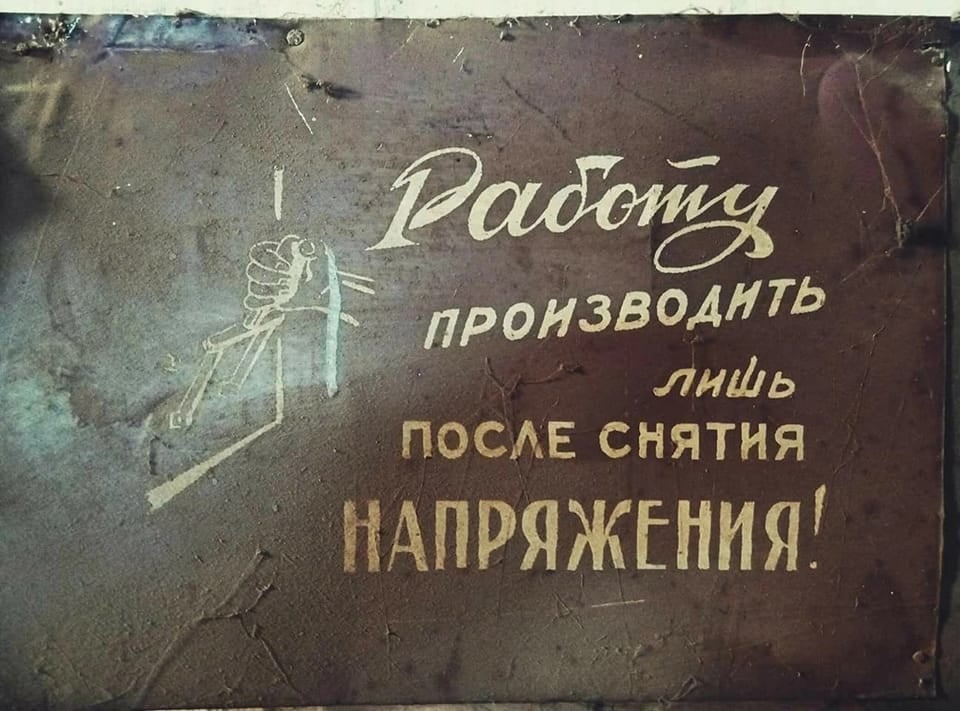 Работу
ПРОИЗВОДИТЬ
лишь
ПОСЛЕ СНЯТИЯ
НАПРЯЖЕНИЯ!